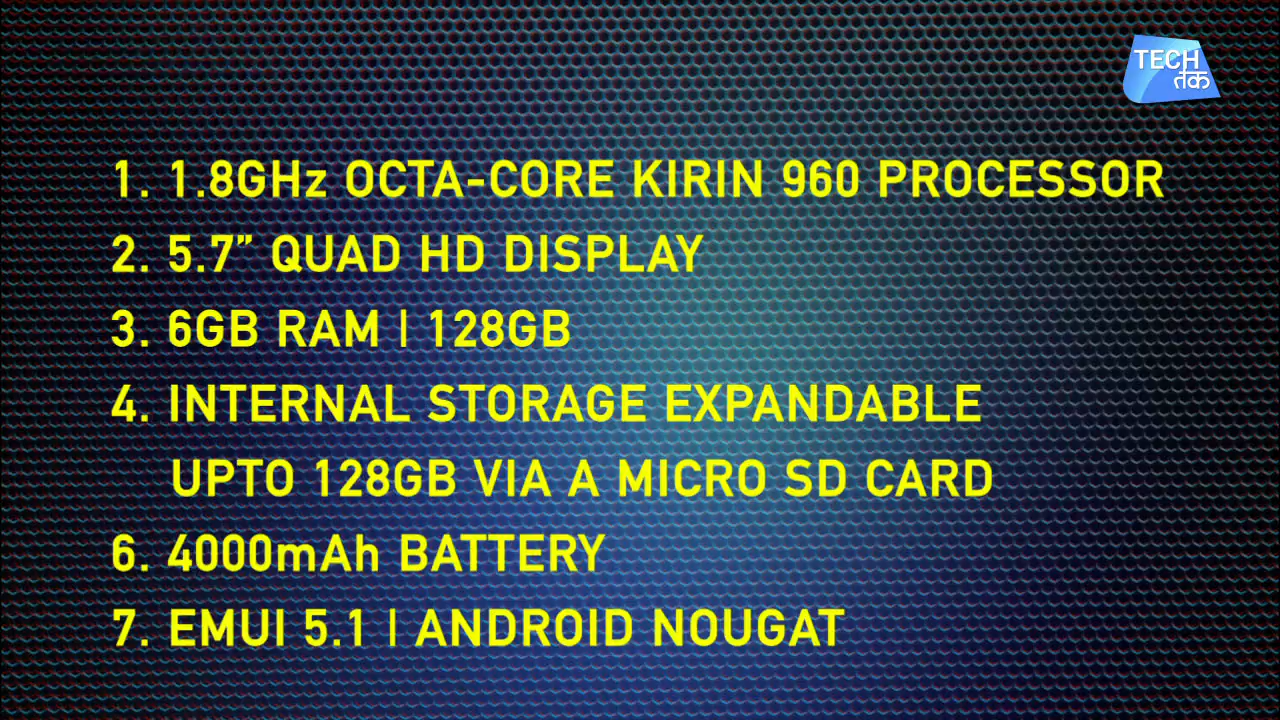 TECH
तक
1. 1.8GHz OCTA-CORE KIRIN 960 PROCESSOR
2. 5.7” QUAD HD DISPLAY
3. 6GB RAM | 128GB
4. INTERNAL STORAGE EXPANDABLE
UPTO 128GB VIA A MICRO SD CARD
6. 4000mAh BATTERY
7. EMUI 5.1 | ANDROID NOUGAT